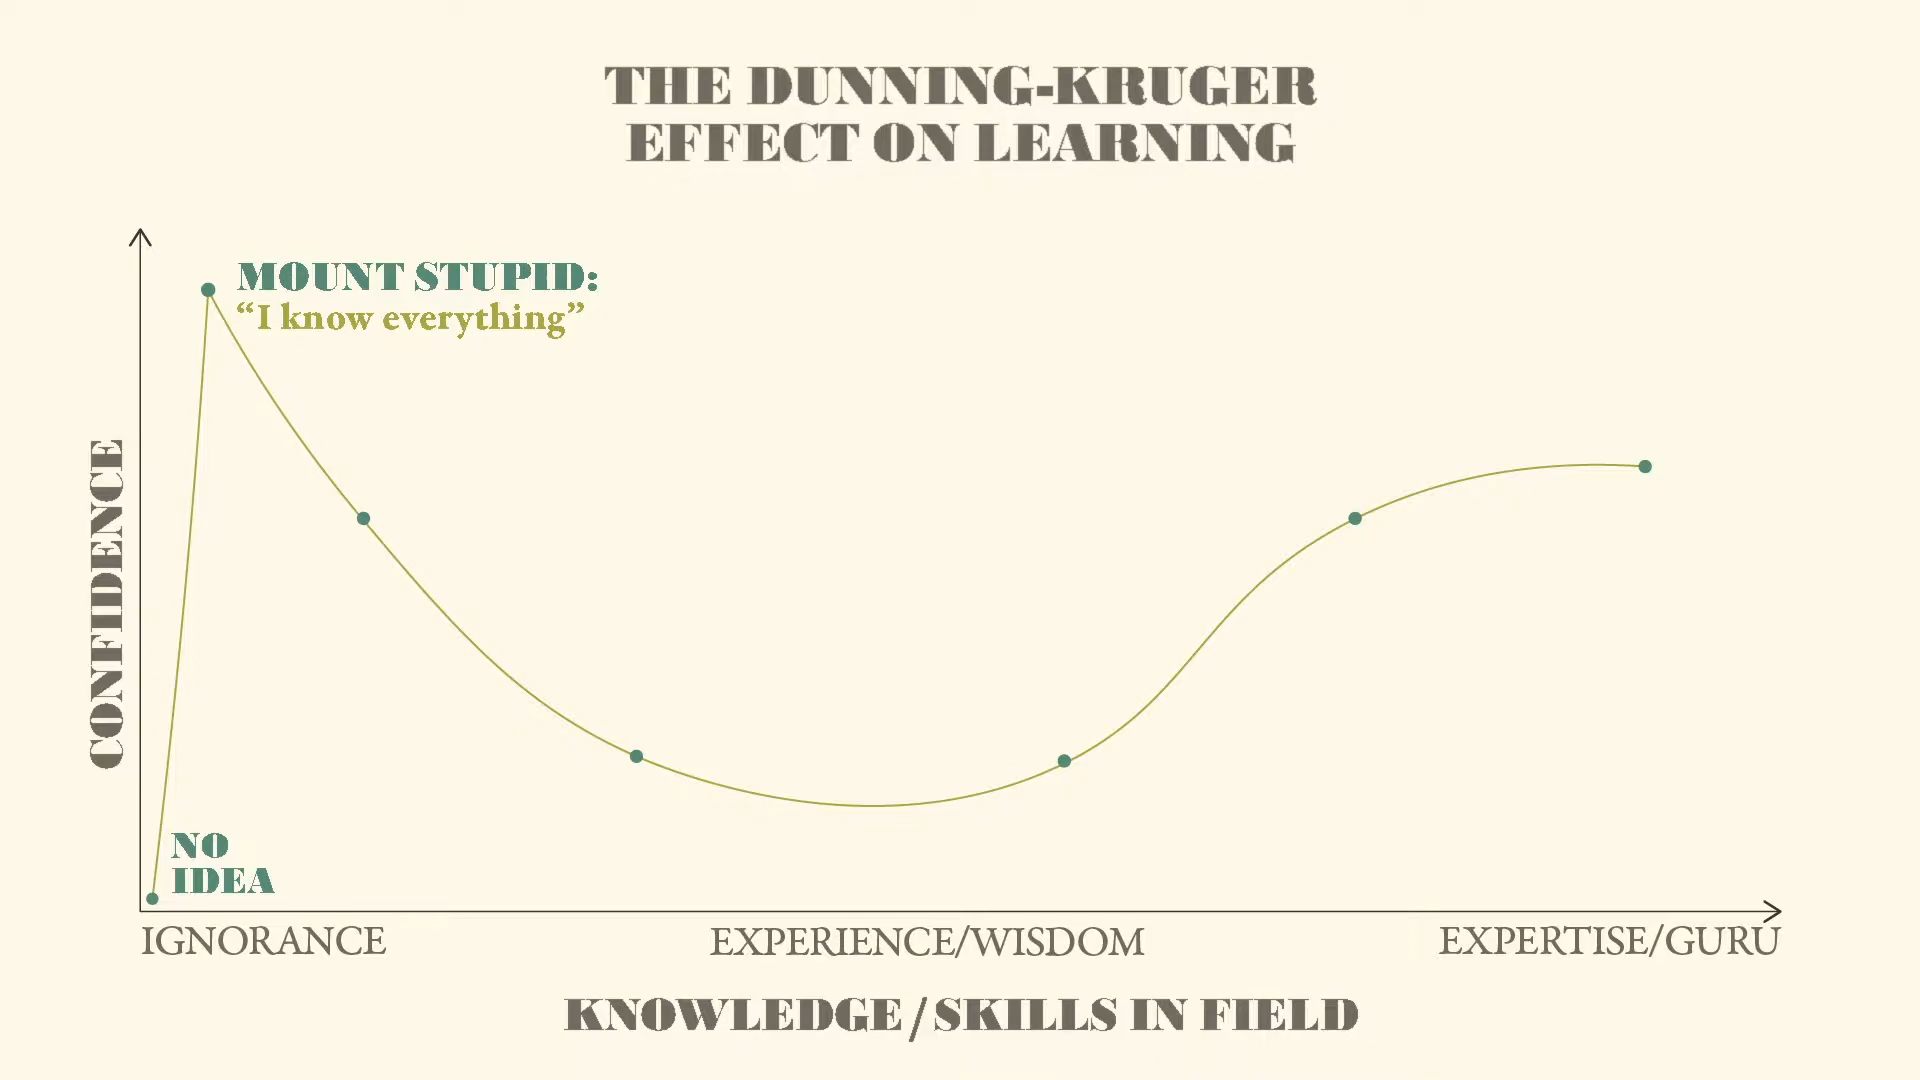 THE DUNNING-KRUGER
EFFECT ON LEARNING
MOUNT STUPID:
“I know everything”
CONFIDENCE
NO
IDEA
IGNORANCE
EXPERIENCE/WISDOM
EXPERTISE/GURU
KNOWLEDGE/SKILLS IN FIELD